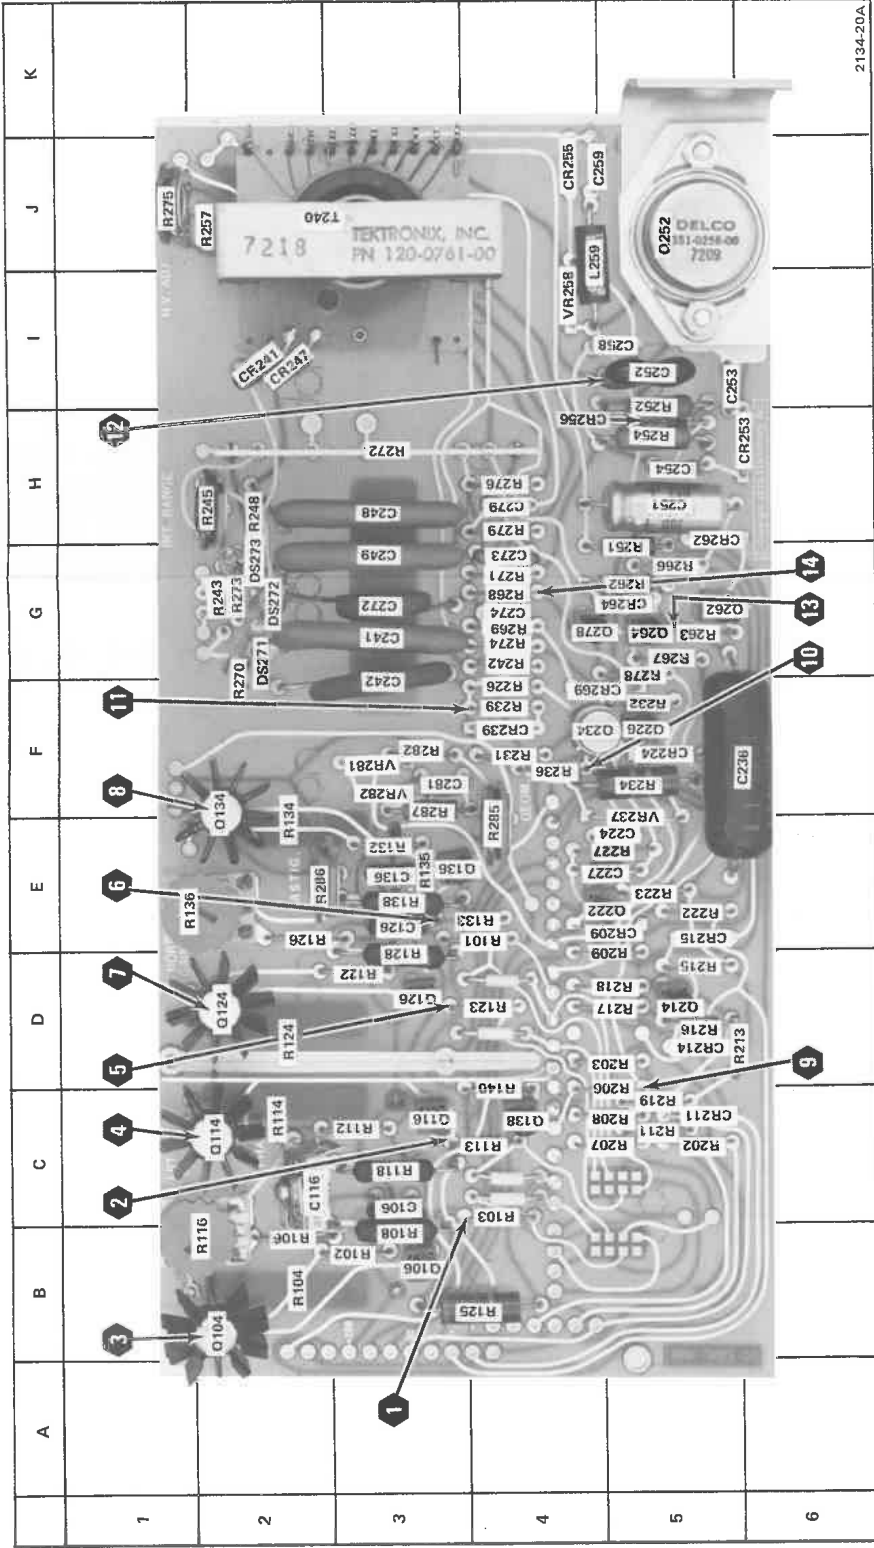 K
J
I
H
G
F
E
D
C
B
A
1
2
3
4
5
6
2134-20A
R275
R257
T240
7218
TEKTRONIX, INC.
PN 120-0761-00
CR255
C259
L259
VR258
C258
Q252
DELCO
151-0256-00
7209
CR241
CR247
12
C252
R252
CR256
R254
C253
CR253
C254
C251
HT. RANGE
R245
R272
R276
C279
R279
C248
R248
R251
CR262
R266
R262
CR264
Q262
Q264
R263
R267
Q278
R278
14
13
10
R243
R273
DS273
DS272
R270
DS271
C249
C272
C241
C242
C273
R271
R268
C274
R269
R274
R242
R226
R239
CR239
CR269
R232
11
8
Q134
R134
VR281
R282
VR282
C281
R287
R285
R231
R236
Q234
Q226
CR224
R234
C236
VR237
C224
R227
C227
R223
R222
Q222
6
R136
R286
ASTIG.
R132
C136
R135
Q136
R138
C126
R133
R128
R101
R126
CR209
R209
CR215
R215
7
Q124
R124
R122
Q126
R123
R218
R217
Q214
R216
CR214
R213
5
R203
R206
R219
9
4
Q114
R114
R112
Q116
R140
Q138
R208
R207
R211
CR211
R202
2
C116
R118
R113
C106
R103
R116
R106
R108
R102
Q106
R104
3
Q104
R125
1